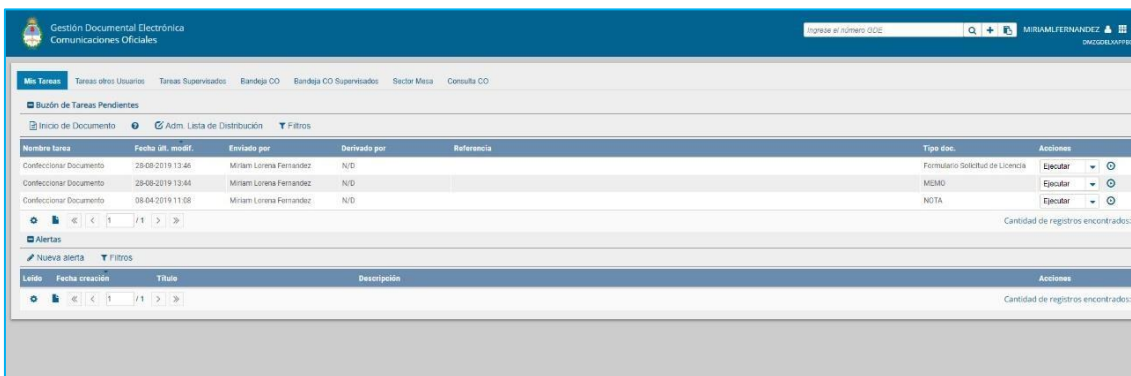 Gestión Documental Electrónica
Comunicaciones Oficiales
Ingrese el número GDE
MIRIAMLFERNANDEZ
Mis Tareas Tareas otros Usuarios Tareas Supervisados Bandeja CO Bandeja CO Supervisados Sector Mesa Consulta CO
Buzón de Tareas Pendientes
Inicio de Documento Adm. Lista de Distribución Filtros
Nombre tarea Fecha últ. modif. Enviado por Derivado por Referencia Tipo doc. Acciones
Confeccionar Documento 28-08-2019 13:46 Miriam Lorena Fernandez N/D Formulario Solicitud de Licencia Ejecutar
Confeccionar Documento 28-08-2019 13:44 Miriam Lorena Fernandez N/D MEMO Ejecutar
Confeccionar Documento 08-04-2019 11:08 Miriam Lorena Fernandez N/D NOTA Ejecutar
1 / 1 Cantidad de registros encontrados:
Alertas
Nueva alerta Filtros
Leído Fecha creación Título Descripción Acciones
1 / 1 Cantidad de registros encontrados: